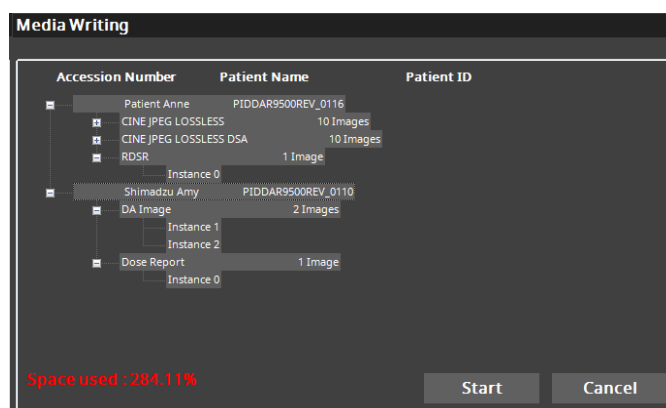 Media Writing
Accession Number Patient Name Patient ID
Patient Anne PIDDAR9500REV_0116
CINE JPEG LOSSLESS 10 Images
CINE JPEG LOSSLESS DSA 10 Images
RDSR 1 Image
Instance 0
Shimadzu Amy PIDDAR9500REV_0110
DA Image 2 Images
Instance 1
Instance 2
Dose Report 1 Image
Instance 0
Space used : 284.11%
Start Cancel